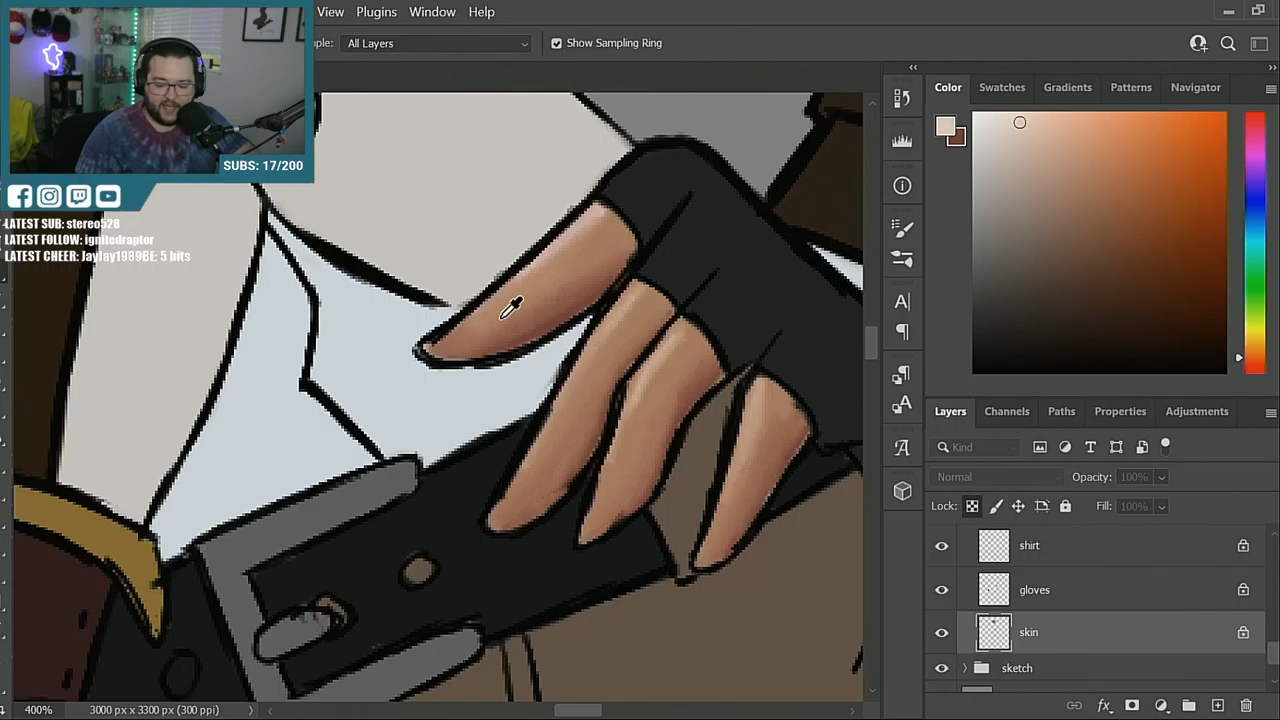 View Plugins Window Help
ple: All Layers Show Sampling Ring
SUBS: 17/200
LATEST SUB: stereo528
LATEST FOLLOW: ignitedraptor
LATEST CHEER: JayJay1989BE: 5 bits
Color Swatches Gradients Patterns Navigator
Layers Channels Paths Properties Adjustments
Kind
Normal Opacity: 100%
Lock: Fill: 100%
shirt
gloves
skin
sketch
400% 3000 px x 3300 px (300 ppi)